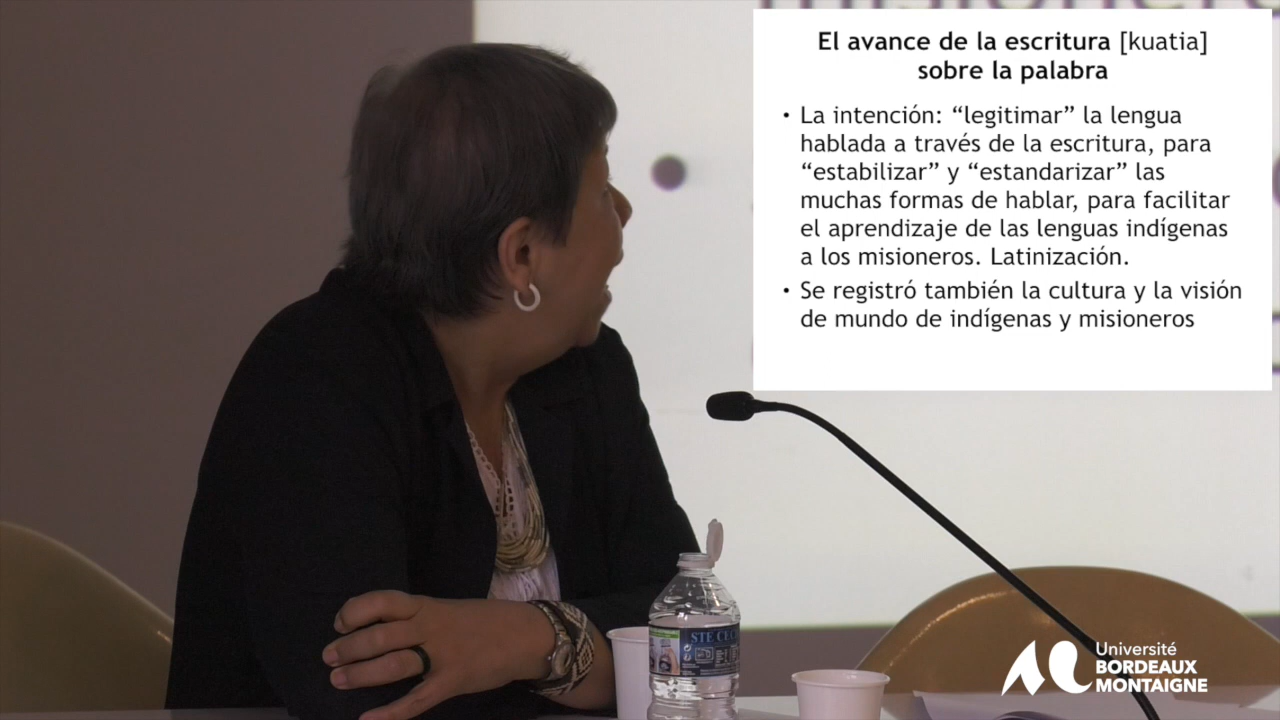 El avance de la escritura [kuatia]
sobre la palabra
• La intención: “legitimar” la lengua
hablada a través de la escritura, para
“estabilizar” y “estandarizar” las
muchas formas de hablar, para facilitar
el aprendizaje de las lenguas indígenas
a los misioneros. Latinización.
• Se registró también la cultura y la visión
de mundo de indígenas y misioneros
Université
BORDEAUX
MONTAIGNE